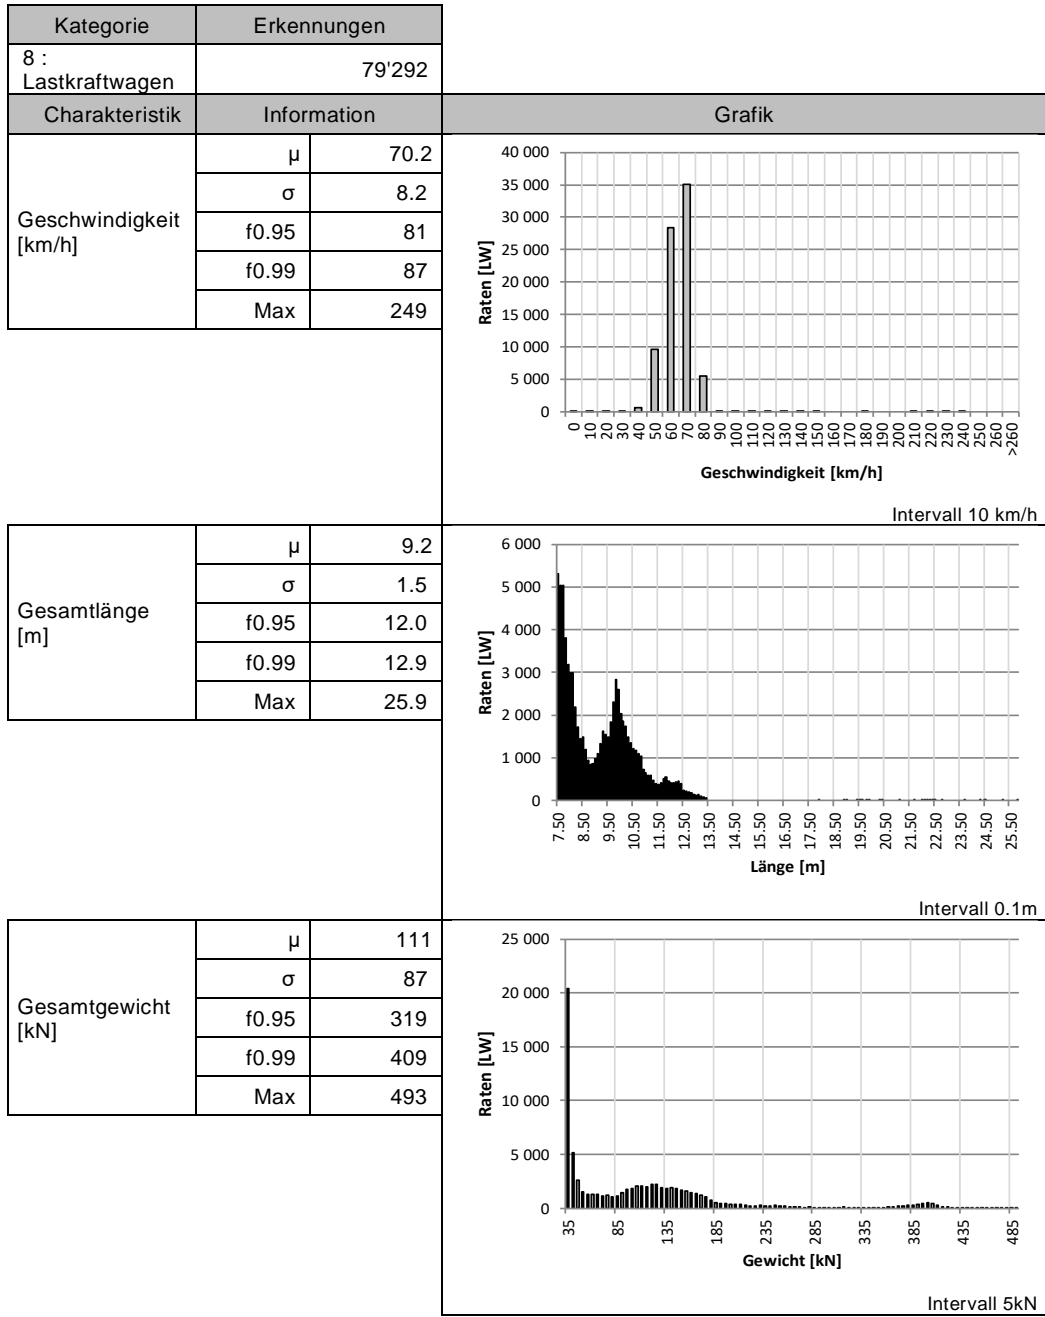 Kategorie Erkennungen
8 :
Lastkraftwagen 79'292
Charakteristik Information Grafik
Geschwindigkeit
[km/h]
μ 70.2
σ 8.2
f0.95 81
f0.99 87
Max 249
40 000
35 000
30 000
25 000
20 000
15 000
10 000
5 000
0
Raten [LW]
0 10 20 30 40 50 60 70 80 90 100 110 120 130 140 150 160 170 180 190 200 210 220 230 240 250 260 >260
Geschwindigkeit [km/h]
Intervall 10 km/h
Gesamtlänge
[m]
μ 9.2
σ 1.5
f0.95 12.0
f0.99 12.9
Max 25.9
6 000
5 000
4 000
3 000
2 000
1 000
0
Raten [LW]
7.50 8.50 9.50 10.50 11.50 12.50 13.50 14.50 15.50 16.50 17.50 18.50 19.50 20.50 21.50 22.50 23.50 24.50 25.50
Länge [m]
Intervall 0.1m
Gesamtgewicht
[kN]
μ 111
σ 87
f0.95 319
f0.99 409
Max 493
25 000
20 000
15 000
10 000
5 000
0
Raten [LW]
35 85 135 185 235 285 335 385 435 485
Gewicht [kN]
Intervall 5kN